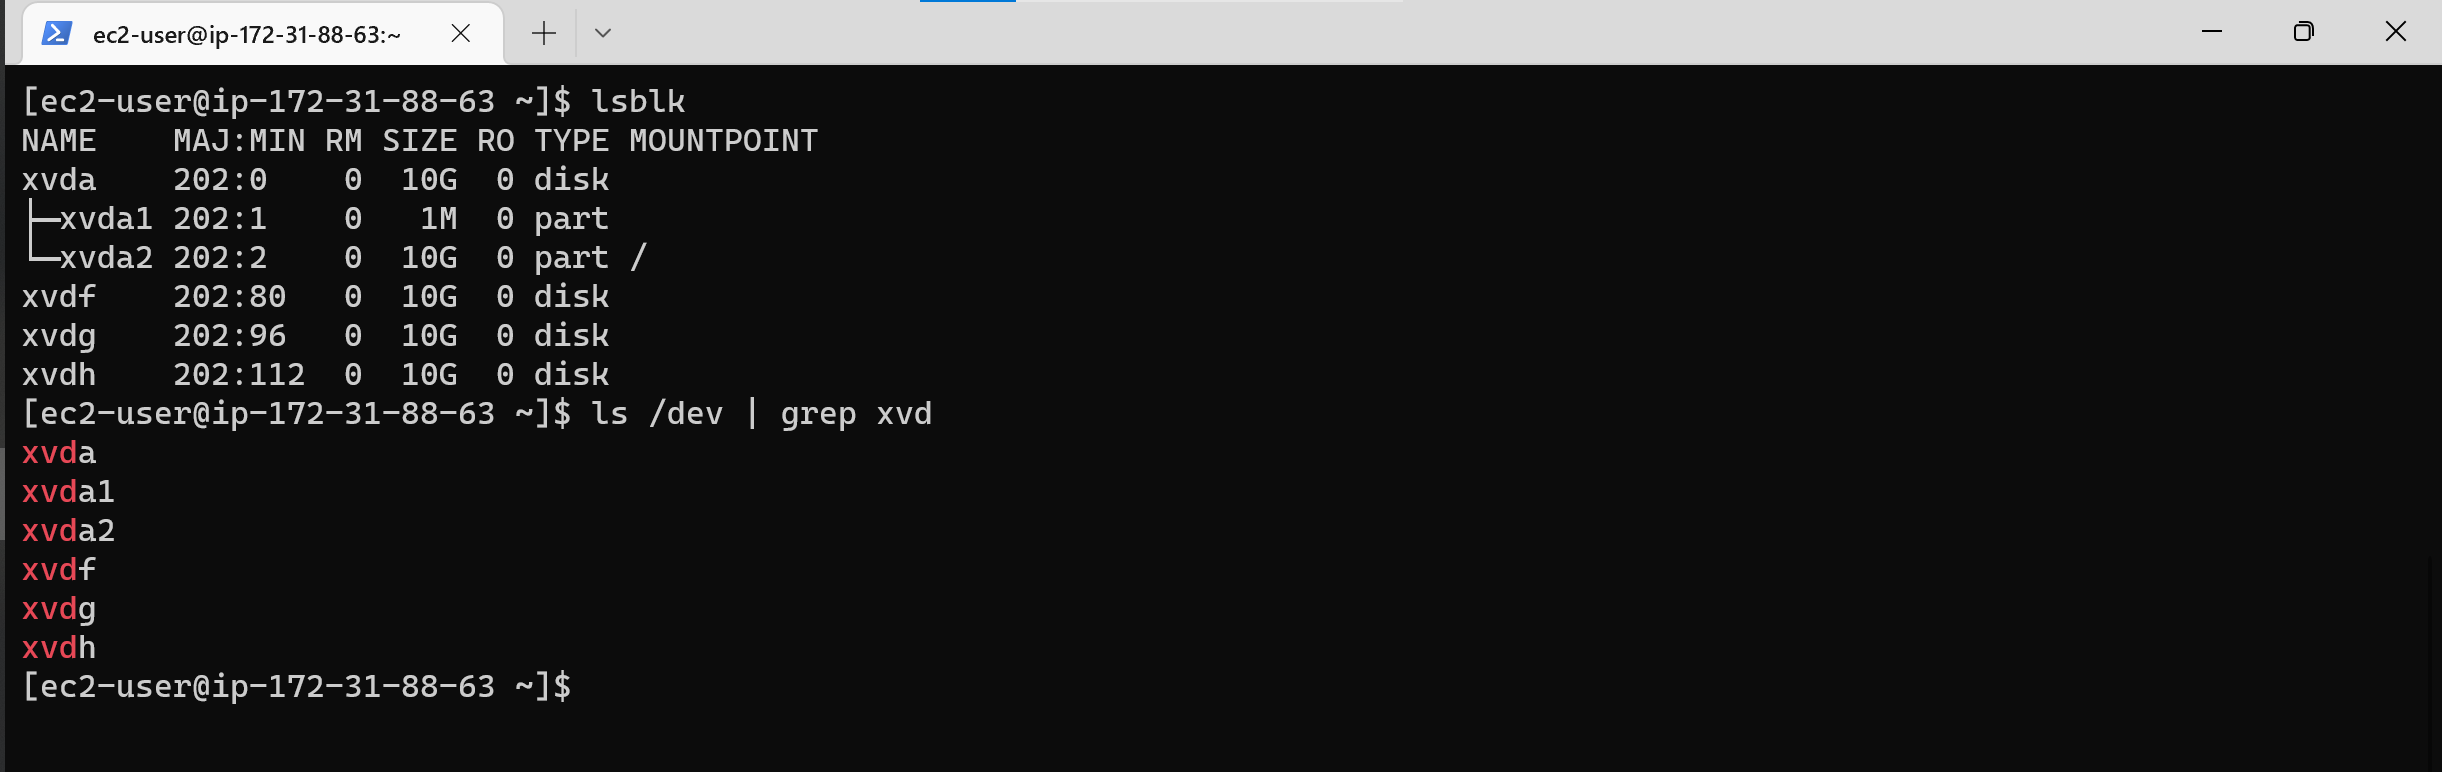 ec2-user@ip-172-31-88-63:~
[ec2-user@ip-172-31-88-63 ~]$ lsblk
NAME    MAJ:MIN RM SIZE RO TYPE MOUNTPOINT
xvda    202:0    0  10G  0 disk
├─xvda1 202:1    0   1M  0 part
└─xvda2 202:2    0  10G  0 part /
xvdf    202:80   0  10G  0 disk
xvdg    202:96   0  10G  0 disk
xvdh    202:112  0  10G  0 disk
[ec2-user@ip-172-31-88-63 ~]$ ls /dev | grep xvd
xvda
xvda1
xvda2
xvdf
xvdg
xvdh
[ec2-user@ip-172-31-88-63 ~]$